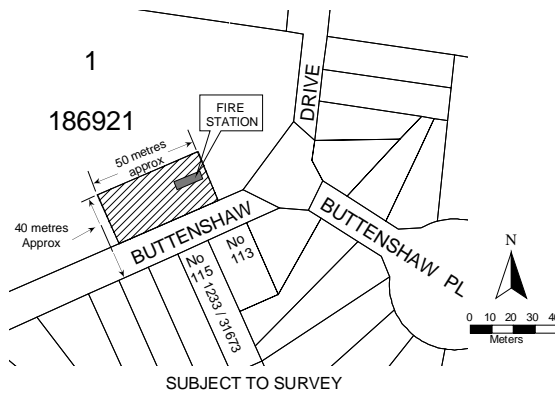 1
186921
FIRE
STATION
50 metres
approx
40 metres
Approx
DRIVE
BUTTENSHAW
BUTTENSHAW PL
No
113
No
115
1233 / 31673
N
0 10 20 30 40
Meters
SUBJECT TO SURVEY